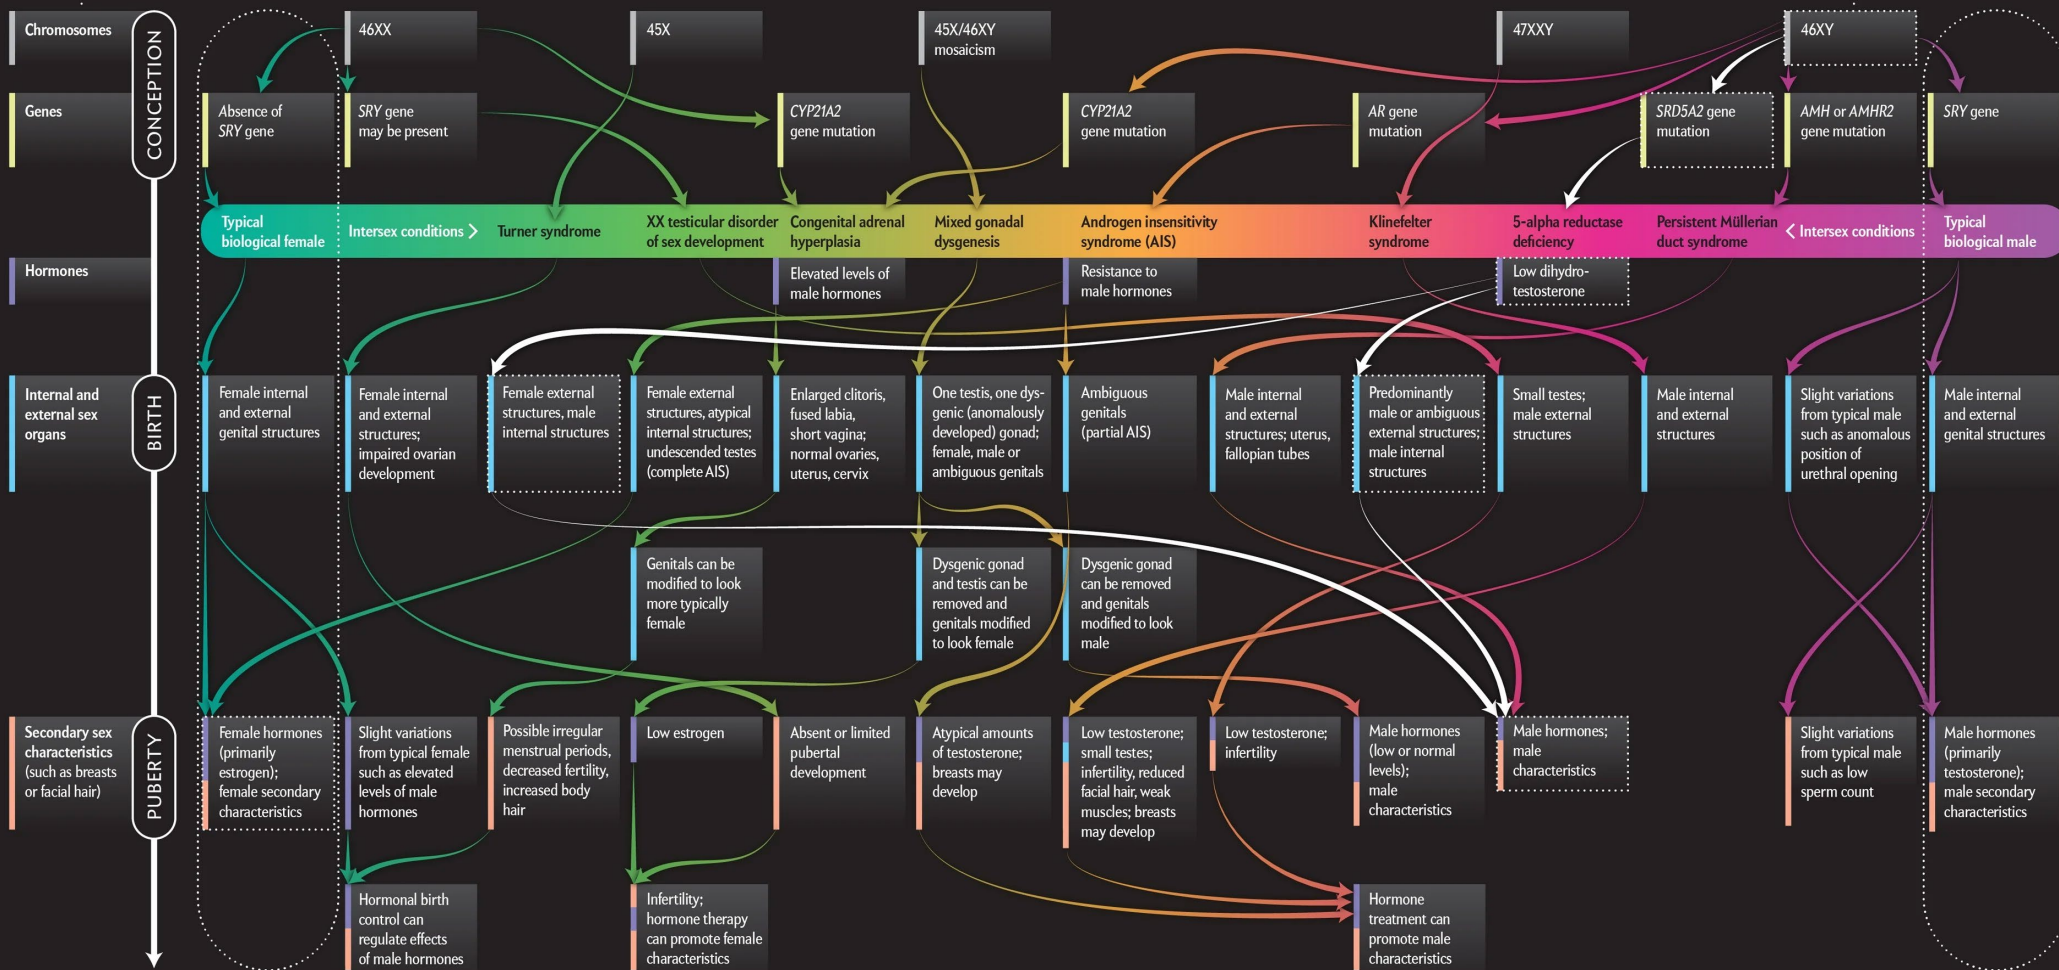 Chromosomes
CONCEPTION
46XX
45X
45X/46XY
mosaicism
47XXY
46XY
Genes
Absence of
SRY gene
SRY gene
may be present
CYP21A2
gene mutation
CYP21A2
gene mutation
AR gene
mutation
SRD5A2 gene
mutation
AMH or AMHR2
gene mutation
SRY gene
Typical
biological female
Intersex conditions >
Turner syndrome
XX testicular disorder
of sex development
Congenital adrenal
hyperplasia
Mixed gonadal
dysgenesis
Androgen insensitivity
syndrome (AIS)
Klinefelter
syndrome
5-alpha reductase
deficiency
Persistent Müllerian
duct syndrome
< Intersex conditions
Typical
biological male
Hormones
Elevated levels of
male hormones
Resistance to
male hormones
Low dihydro-
testosterone
Internal and
external sex
organs
BIRTH
Female internal
and external
genital structures
Female internal
and external
structures;
impaired ovarian
development
Female external
structures, male
internal structures
Female external
structures, atypical
internal structures;
undescended testes
(complete AIS)
Enlarged clitoris,
fused labia,
short vagina;
normal ovaries,
uterus, cervix
One testis, one dys-
genic (anomalously
developed) gonad;
female, male or
ambiguous genitals
Ambiguous
genitals
(partial AIS)
Male internal
and external
structures; uterus,
fallopian tubes
Predominantly
male or ambiguous
external structures;
male internal
structures
Small testes;
male external
structures
Male internal
and external
structures
Slight variations
from typical male
such as anomalous
position of
urethral opening
Male internal
and external
genital structures
Genitals can be
modified to look
more typically
female
Dysgenic gonad
and testis can be
removed and
genitals modified
to look female
Dysgenic gonad
can be removed
and genitals
modified to look
male
Secondary sex
characteristics
(such as breasts
or facial hair)
PUBERTY
Female hormones
(primarily
estrogen);
female secondary
characteristics
Slight variations
from typical female
such as elevated
levels of male
hormones
Possible irregular
menstrual periods,
decreased fertility,
increased body
hair
Low estrogen
Absent or limited
pubertal
development
Atypical amounts
of testosterone;
breasts may
develop
Low testosterone;
small testes;
infertility, reduced
facial hair, weak
muscles; breasts
may develop
Low testosterone;
infertility
Male hormones
(low or normal
levels);
male
characteristics
Male hormones;
male
characteristics
Slight variations
from typical male
such as low
sperm count
Male hormones
(primarily
testosterone);
male secondary
characteristics
Hormonal birth
control can
regulate effects
of male hormones
Infertility;
hormone therapy
can promote female
characteristics
Hormone
treatment can
promote male
characteristics